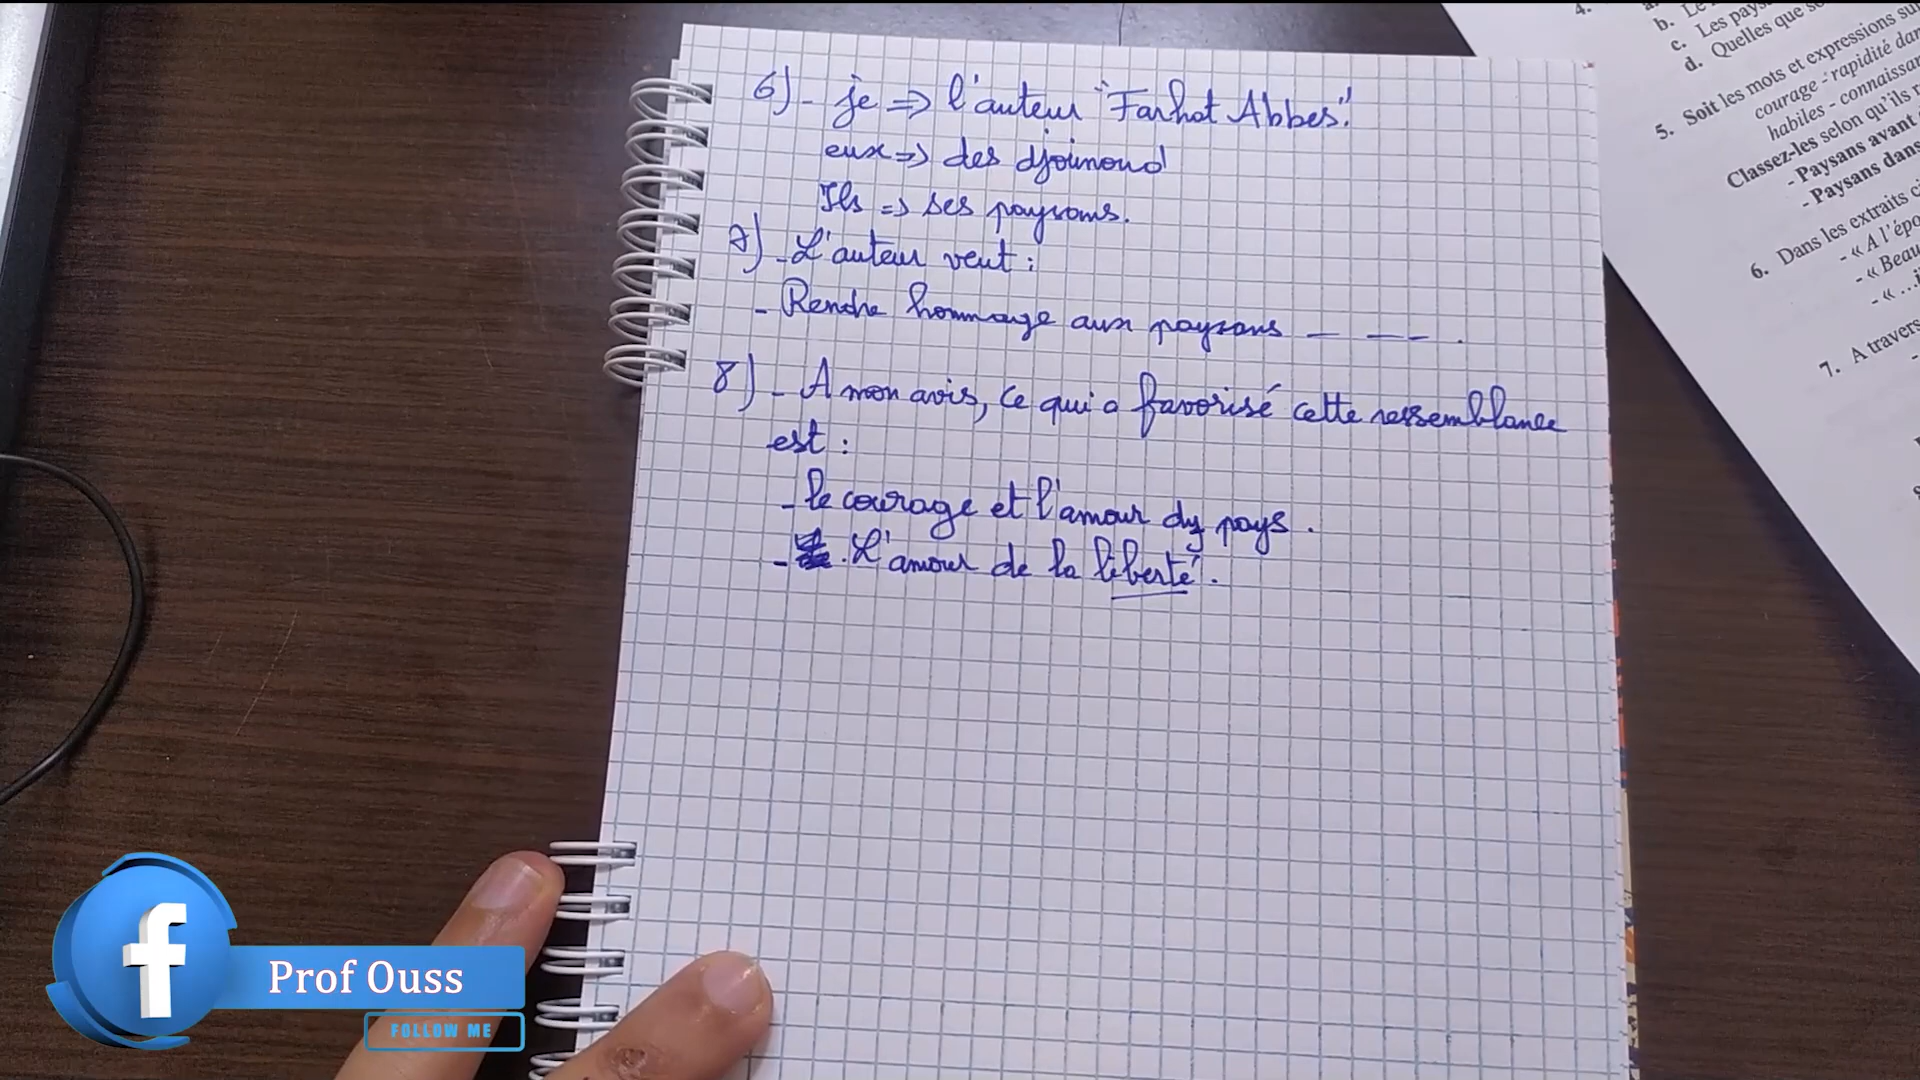 6) - je => l'auteur "Farhat Abbes".
eux => des djounoud
Ils => ses paysans.
7) - L'auteur veut :
- Rendre hommage aux paysans — — — .
8) - A mon avis, ce qui a favorisé cette ressemblance
est :
- le courage et l'amour du pays .
- . L'amour de la liberté .
4.
b. Le
c. Les pays
d. Quelles que s
5. Soit les mots et expressions su
courage - rapidité dan
habiles - connaissan
Classez-les selon qu'ils r
- Paysans avant
- Paysans dans
6. Dans les extraits c
- « A l'épo
- « Beau
- « ...i
7. A travers
Prof Ouss
FOLLOW ME